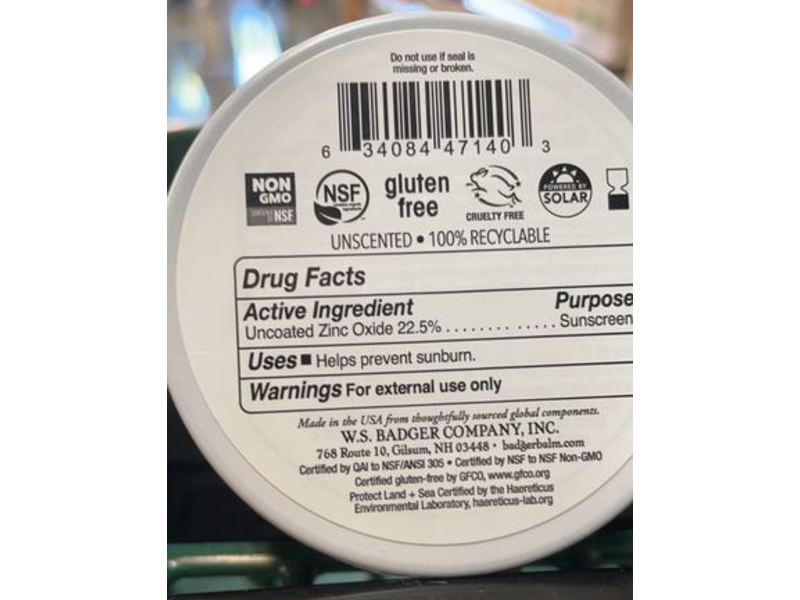 Do not use if seal is
missing or broken.
6 34084 47140 3
NON
GMO
NSF
NSF
gluten
free
CRUELTY FREE
POWERED BY
SOLAR
UNSCENTED • 100% RECYCLABLE
Drug Facts
Active Ingredient Purpose
Uncoated Zinc Oxide 22.5% . . . . . . . . . . . . . . Sunscreen
Uses ■ Helps prevent sunburn.
Warnings For external use only
Made in the USA from thoughtfully sourced global components.
W.S. BADGER COMPANY, INC.
768 Route 10, Gilsum, NH 03448 • badgerbalm.com
Certified by QAI to NSF/ANSI 305 • Certified by NSF to NSF Non-GMO
Certified gluten-free by GFCO, www.gfco.org
Protect Land + Sea Certified by the Haereticus
Environmental Laboratory, haereticus-lab.org